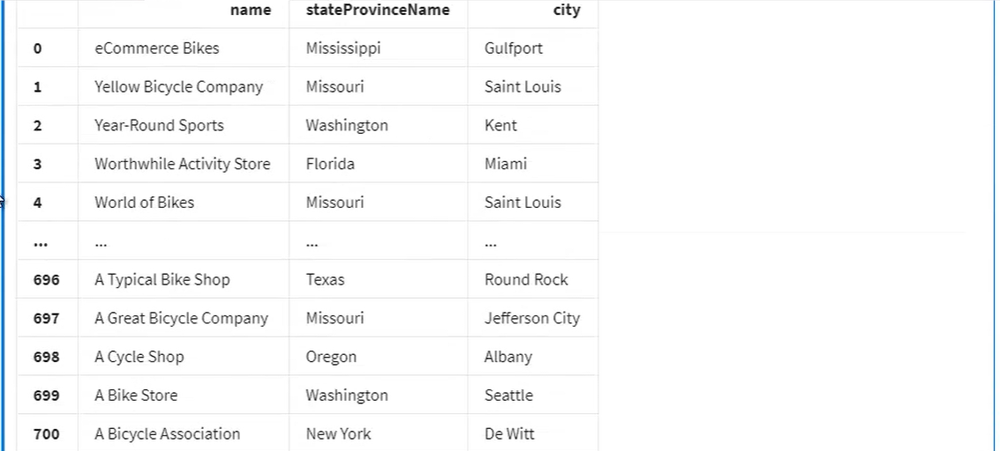 name stateProvinceName city
0 eCommerce Bikes Mississippi Gulfport
1 Yellow Bicycle Company Missouri Saint Louis
2 Year-Round Sports Washington Kent
3 Worthwhile Activity Store Florida Miami
4 World of Bikes Missouri Saint Louis
... ... ... ...
696 A Typical Bike Shop Texas Round Rock
697 A Great Bicycle Company Missouri Jefferson City
698 A Cycle Shop Oregon Albany
699 A Bike Store Washington Seattle
700 A Bicycle Association New York De Witt